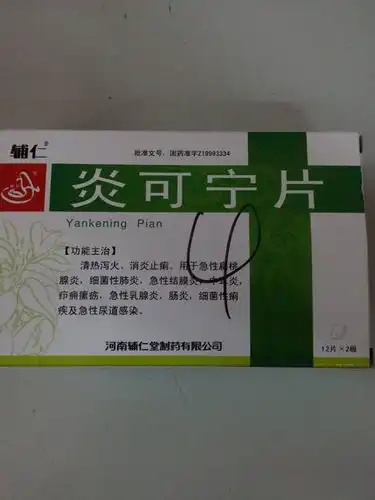 辅仁®
批准文号：国药准字Z19993334
炎可宁片
Yankening Pian
【功能主治】
清热泻火，消炎止痢。用于急性扁桃
腺炎，细菌性肺炎，急性结膜炎，中耳炎，
疖痈瘰疬，急性乳腺炎，肠炎，细菌性痢
疾及急性尿道感染。
12片×2板
河南辅仁堂制药有限公司